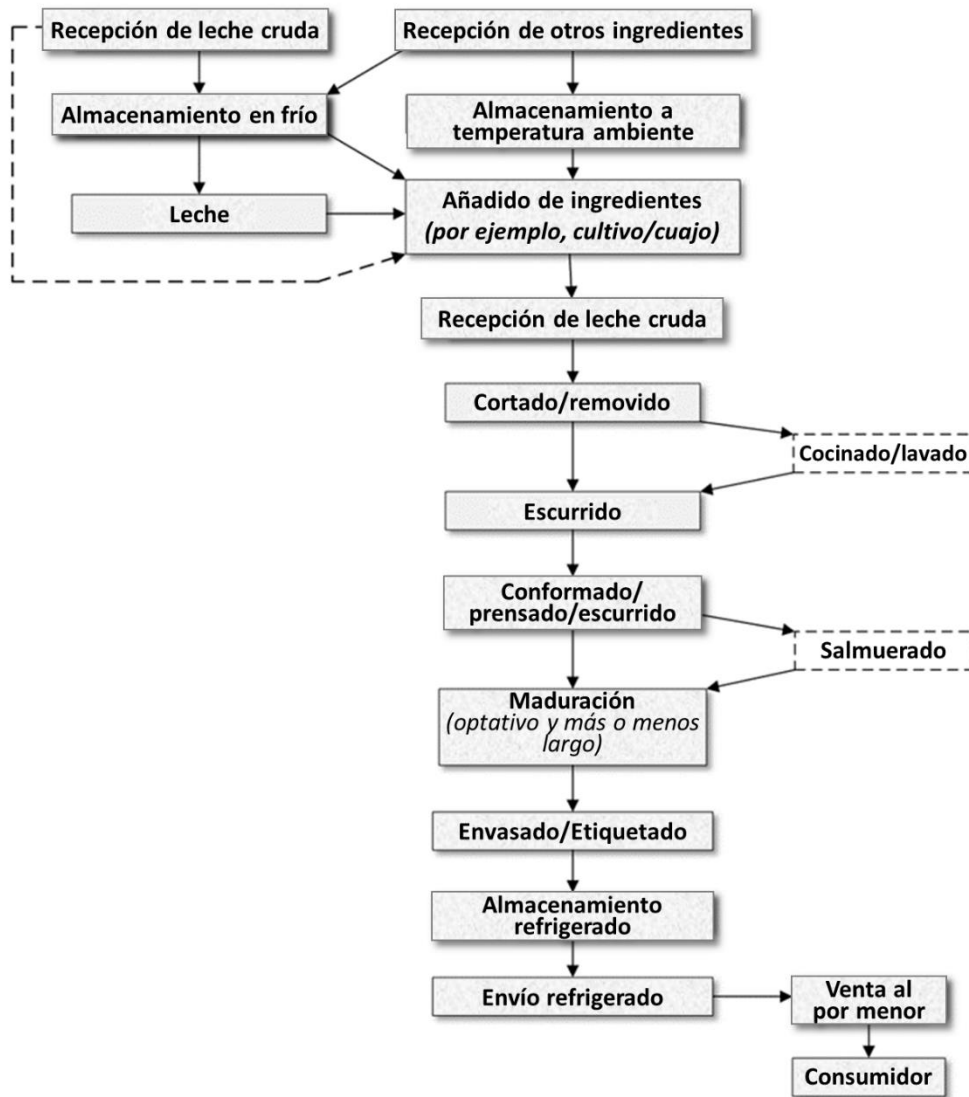 Recepción de leche cruda
Recepción de otros ingredientes
Almacenamiento en frío
Almacenamiento a
temperatura ambiente
Leche
Añadido de ingredientes
(por ejemplo, cultivo/cuajo)
Recepción de leche cruda
Cortado/removido
Cocinado/lavado
Escurrido
Conformado/
prensado/escurrido
Salmuerado
Maduración
(optativo y más o menos
largo)
Envasado/Etiquetado
Almacenamiento
refrigerado
Envío refrigerado
Venta al
por menor
Consumidor